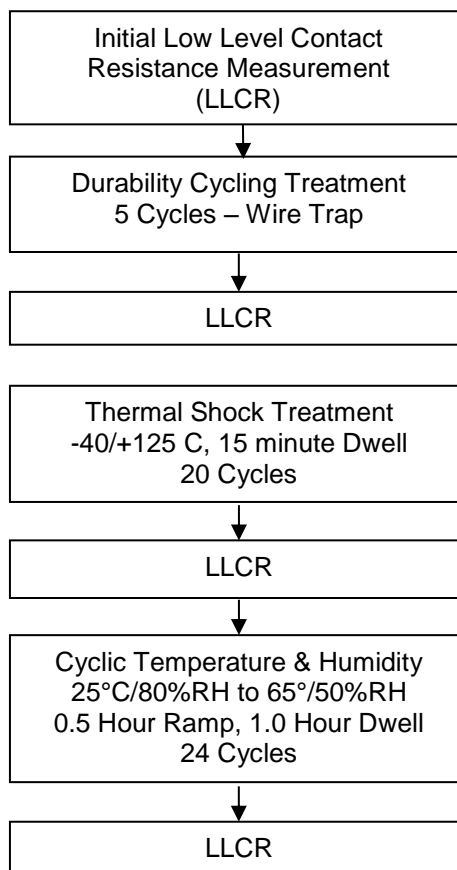 Initial Low Level Contact
Resistance Measurement
(LLCR)
Durability Cycling Treatment
5 Cycles – Wire Trap
LLCR
Thermal Shock Treatment
-40/+125 C, 15 minute Dwell
20 Cycles
LLCR
Cyclic Temperature & Humidity
25°C/80%RH to 65°/50%RH
0.5 Hour Ramp, 1.0 Hour Dwell
24 Cycles
LLCR